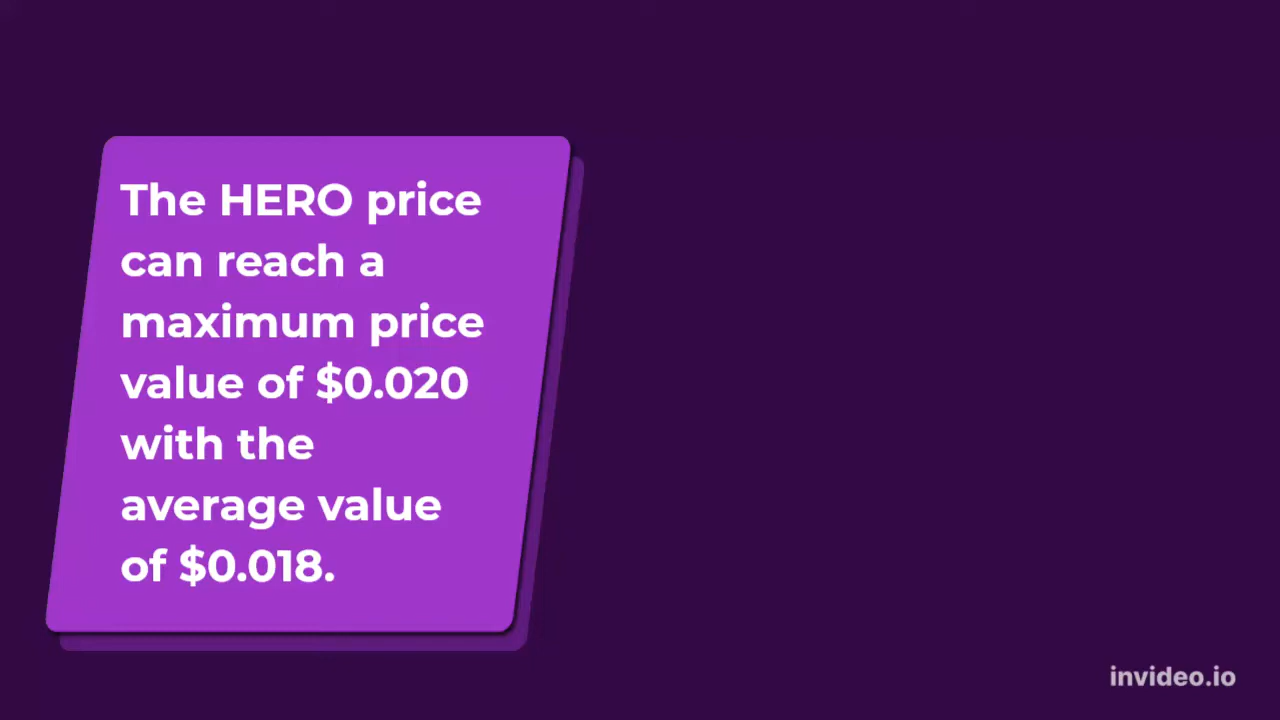 The HERO price
can reach a
maximum price
value of $0.020
with the
average value
of $0.018.
invideo.io